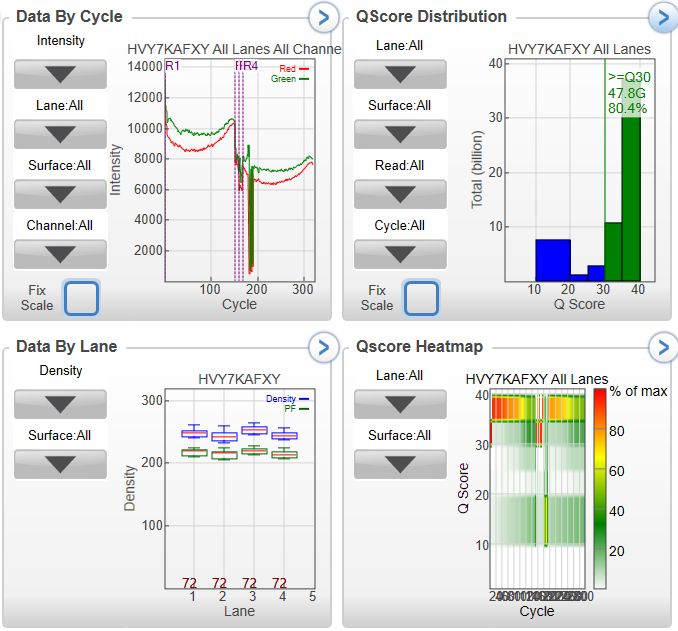 Data By Cycle
Intensity
Lane:All
Surface:All
Channel:All
Fix
Scale
HVY7KAFXY All Lanes All Channe
14000
12000
10000
8000
6000
4000
2000
R1
R4
Red
Green
Intensity
100
200
300
Cycle
QScore Distribution
Lane:All
Surface:All
Read:All
Cycle:All
Fix
Scale
HVY7KAFXY All Lanes
>=Q30
47.8G
80.4%
40
30
20
10
Total (billion)
10
20
30
40
Q Score
Data By Lane
Density
Surface:All
HVY7KAFXY
Density
PF
300
200
100
Density
72
72
72
72
1
2
3
4
5
Lane
Qscore Heatmap
Lane:All
Surface:All
HVY7KAFXY All Lanes
% of max
40
30
20
10
Q Score
80
60
40
20
Cycle